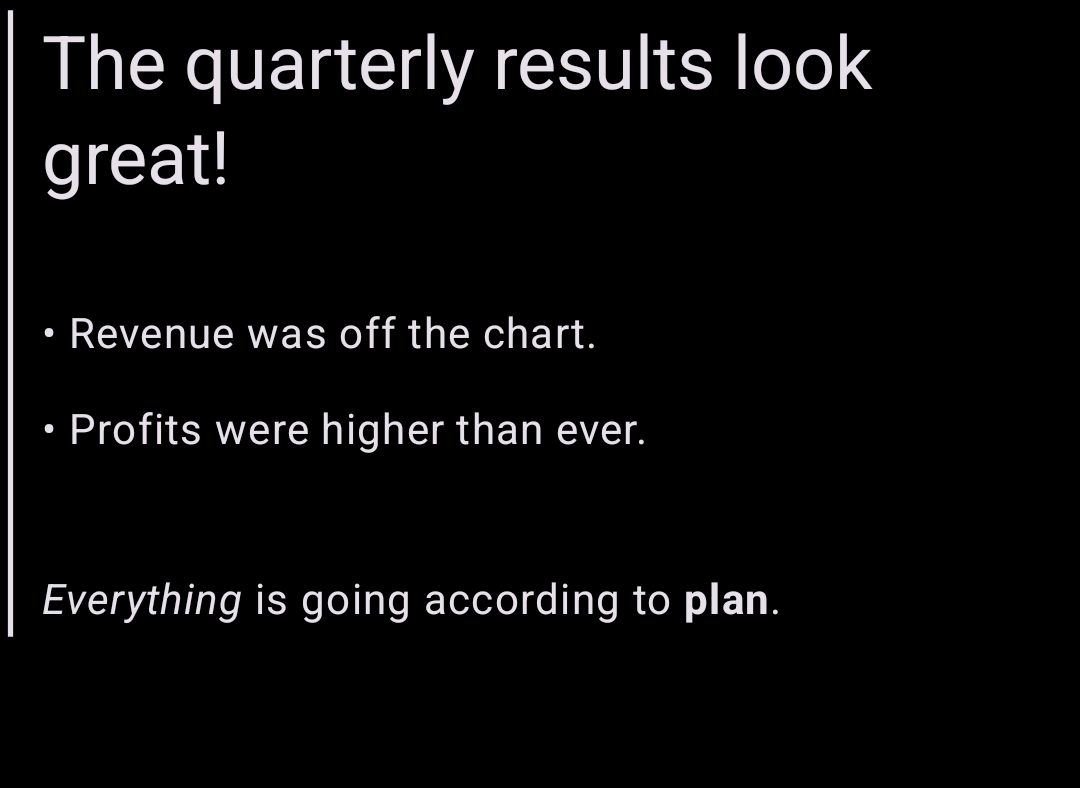 The quarterly results look
great!
• Revenue was off the chart.
• Profits were higher than ever.
Everything is going according to plan.